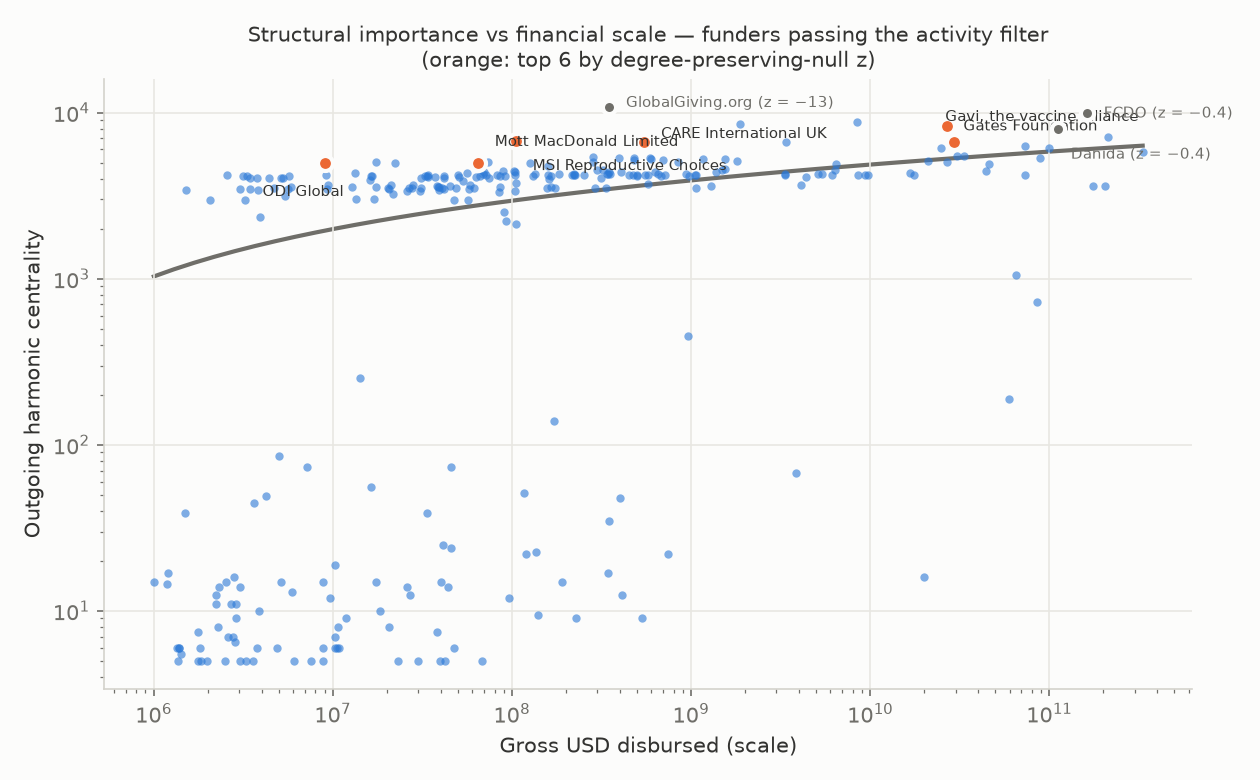 Structural importance vs financial scale — funders passing the activity filter
(orange: top 6 by degree-preserving-null z)
Outgoing harmonic centrality
10⁴
10³
10²
10¹
GlobalGiving.org (z = −13)
FCDO (z = −0.4)
Gavi, the vaccine alliance
Gates Foundation
CARE International UK
Mott MacDonald Limited
Danida (z = −0.4)
MSI Reproductive Choices
ODI Global
10⁶ 10⁷ 10⁸ 10⁹ 10¹⁰ 10¹¹
Gross USD disbursed (scale)